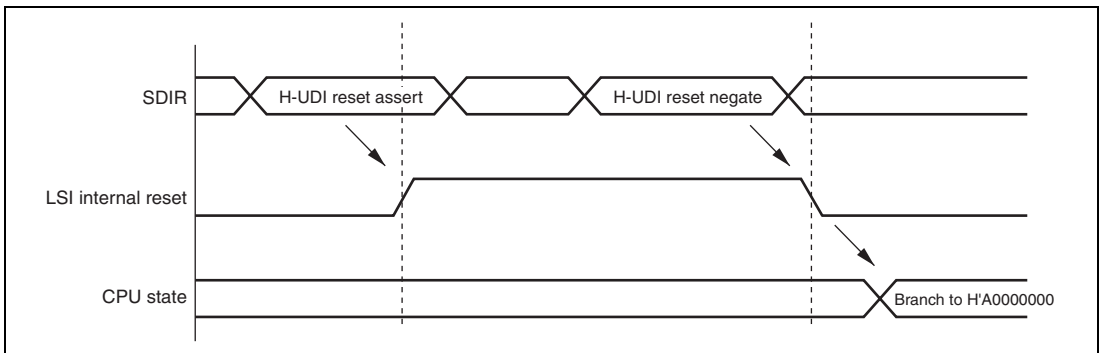 SDIR
H-UDI reset assert
H-UDI reset negate
LSI internal reset
CPU state
Branch to H'A0000000